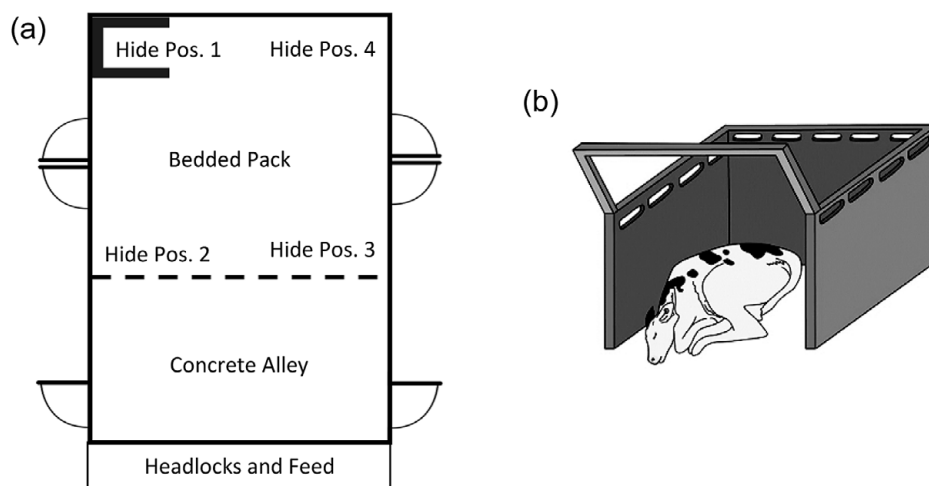 (a)
Hide Pos. 1
Hide Pos. 4
(b)
Bedded Pack
Hide Pos. 2
Hide Pos. 3
Concrete Alley
Headlocks and Feed